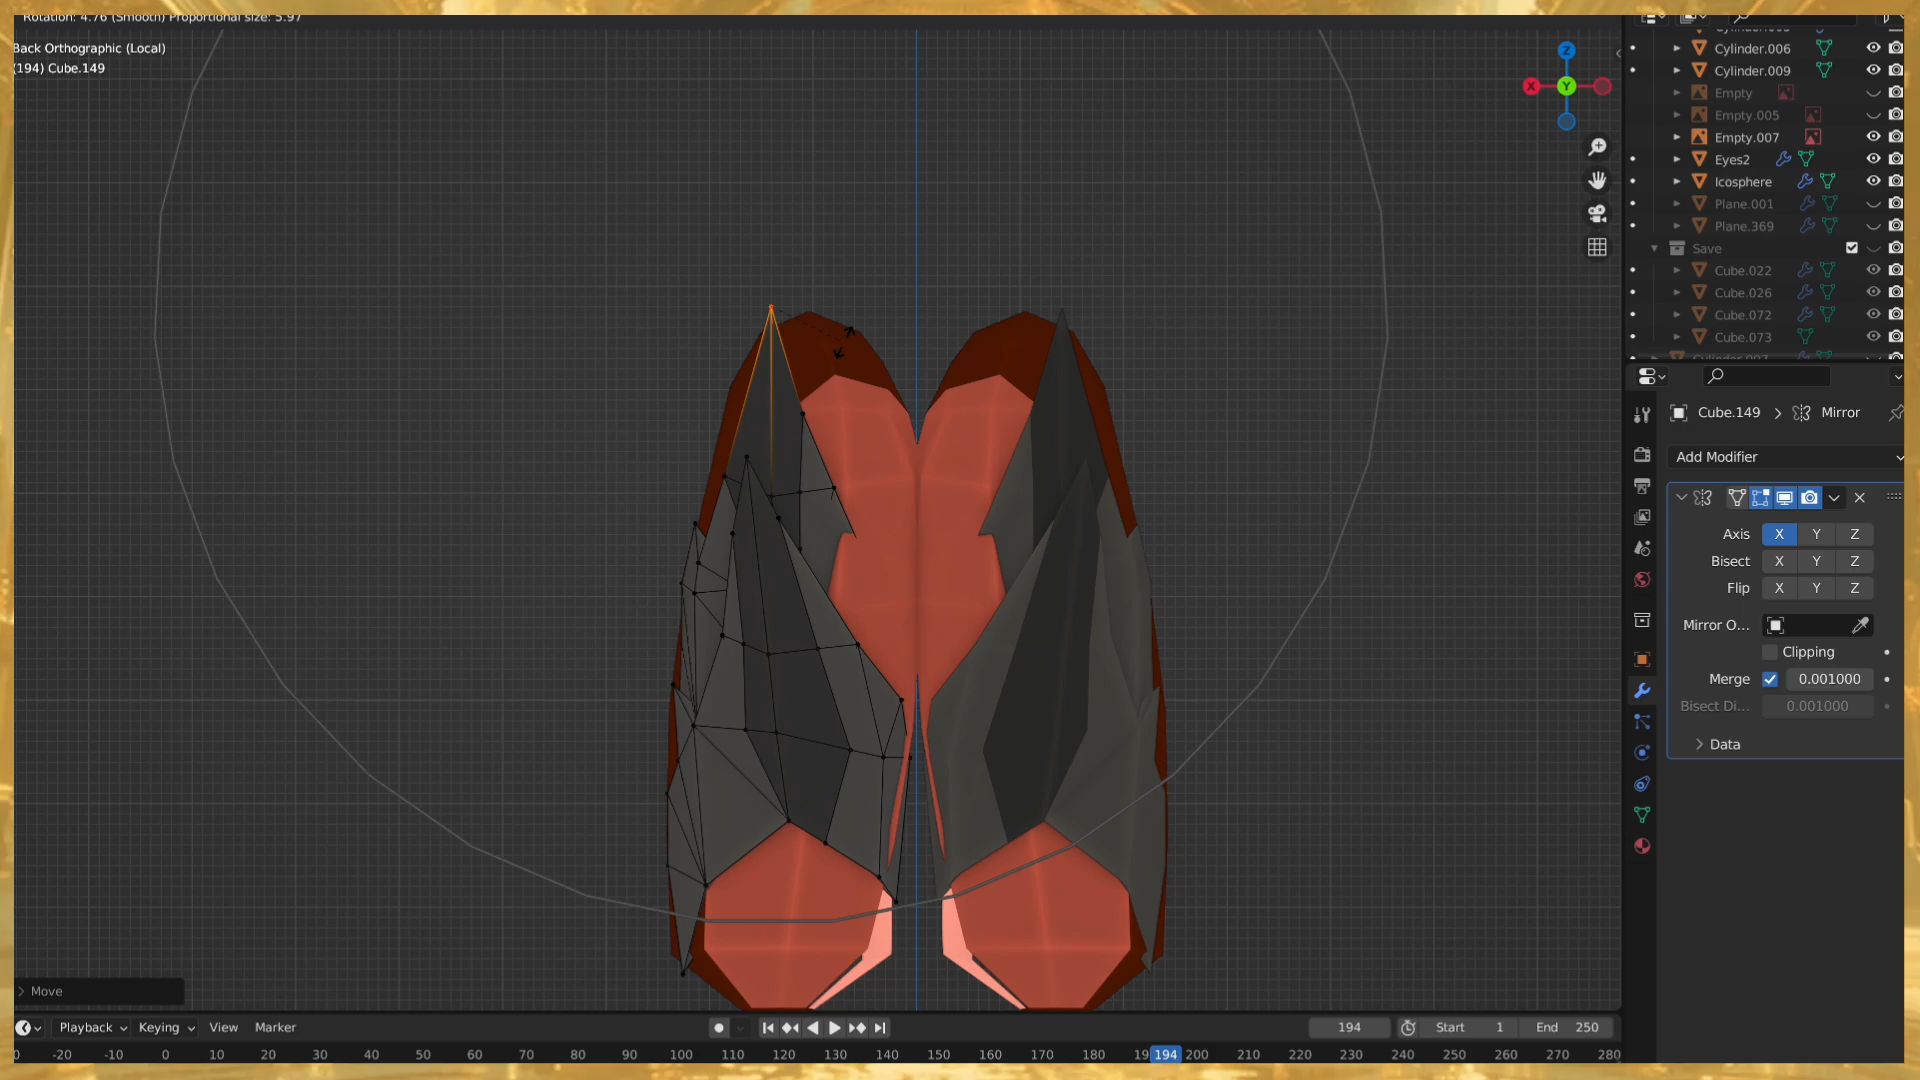 Rotation: 4.76 (Smooth) Proportional size: 5.97
Back Orthographic (Local)
(194) Cube.149
Z
X
Y
Cylinder.006
Cylinder.009
Empty
Empty.005
Empty.007
Eyes2
Icosphere
Plane.001
Plane.369
Save
Cube.022
Cube.026
Cube.072
Cube.073
Cylinder.007
Cube.149 > Mirror
Add Modifier
Axis X Y Z
Bisect X Y Z
Flip X Y Z
Mirror O...
Clipping
Merge 0.001000
Bisect Di... 0.001000
Data
Move
Playback Keying View Marker
194 Start 1 End 250
0 -20 -10 0 10 20 30 40 50 60 70 80 90 100 110 120 130 140 150 160 170 180 19 194 200 210 220 230 240 250 260 270 280